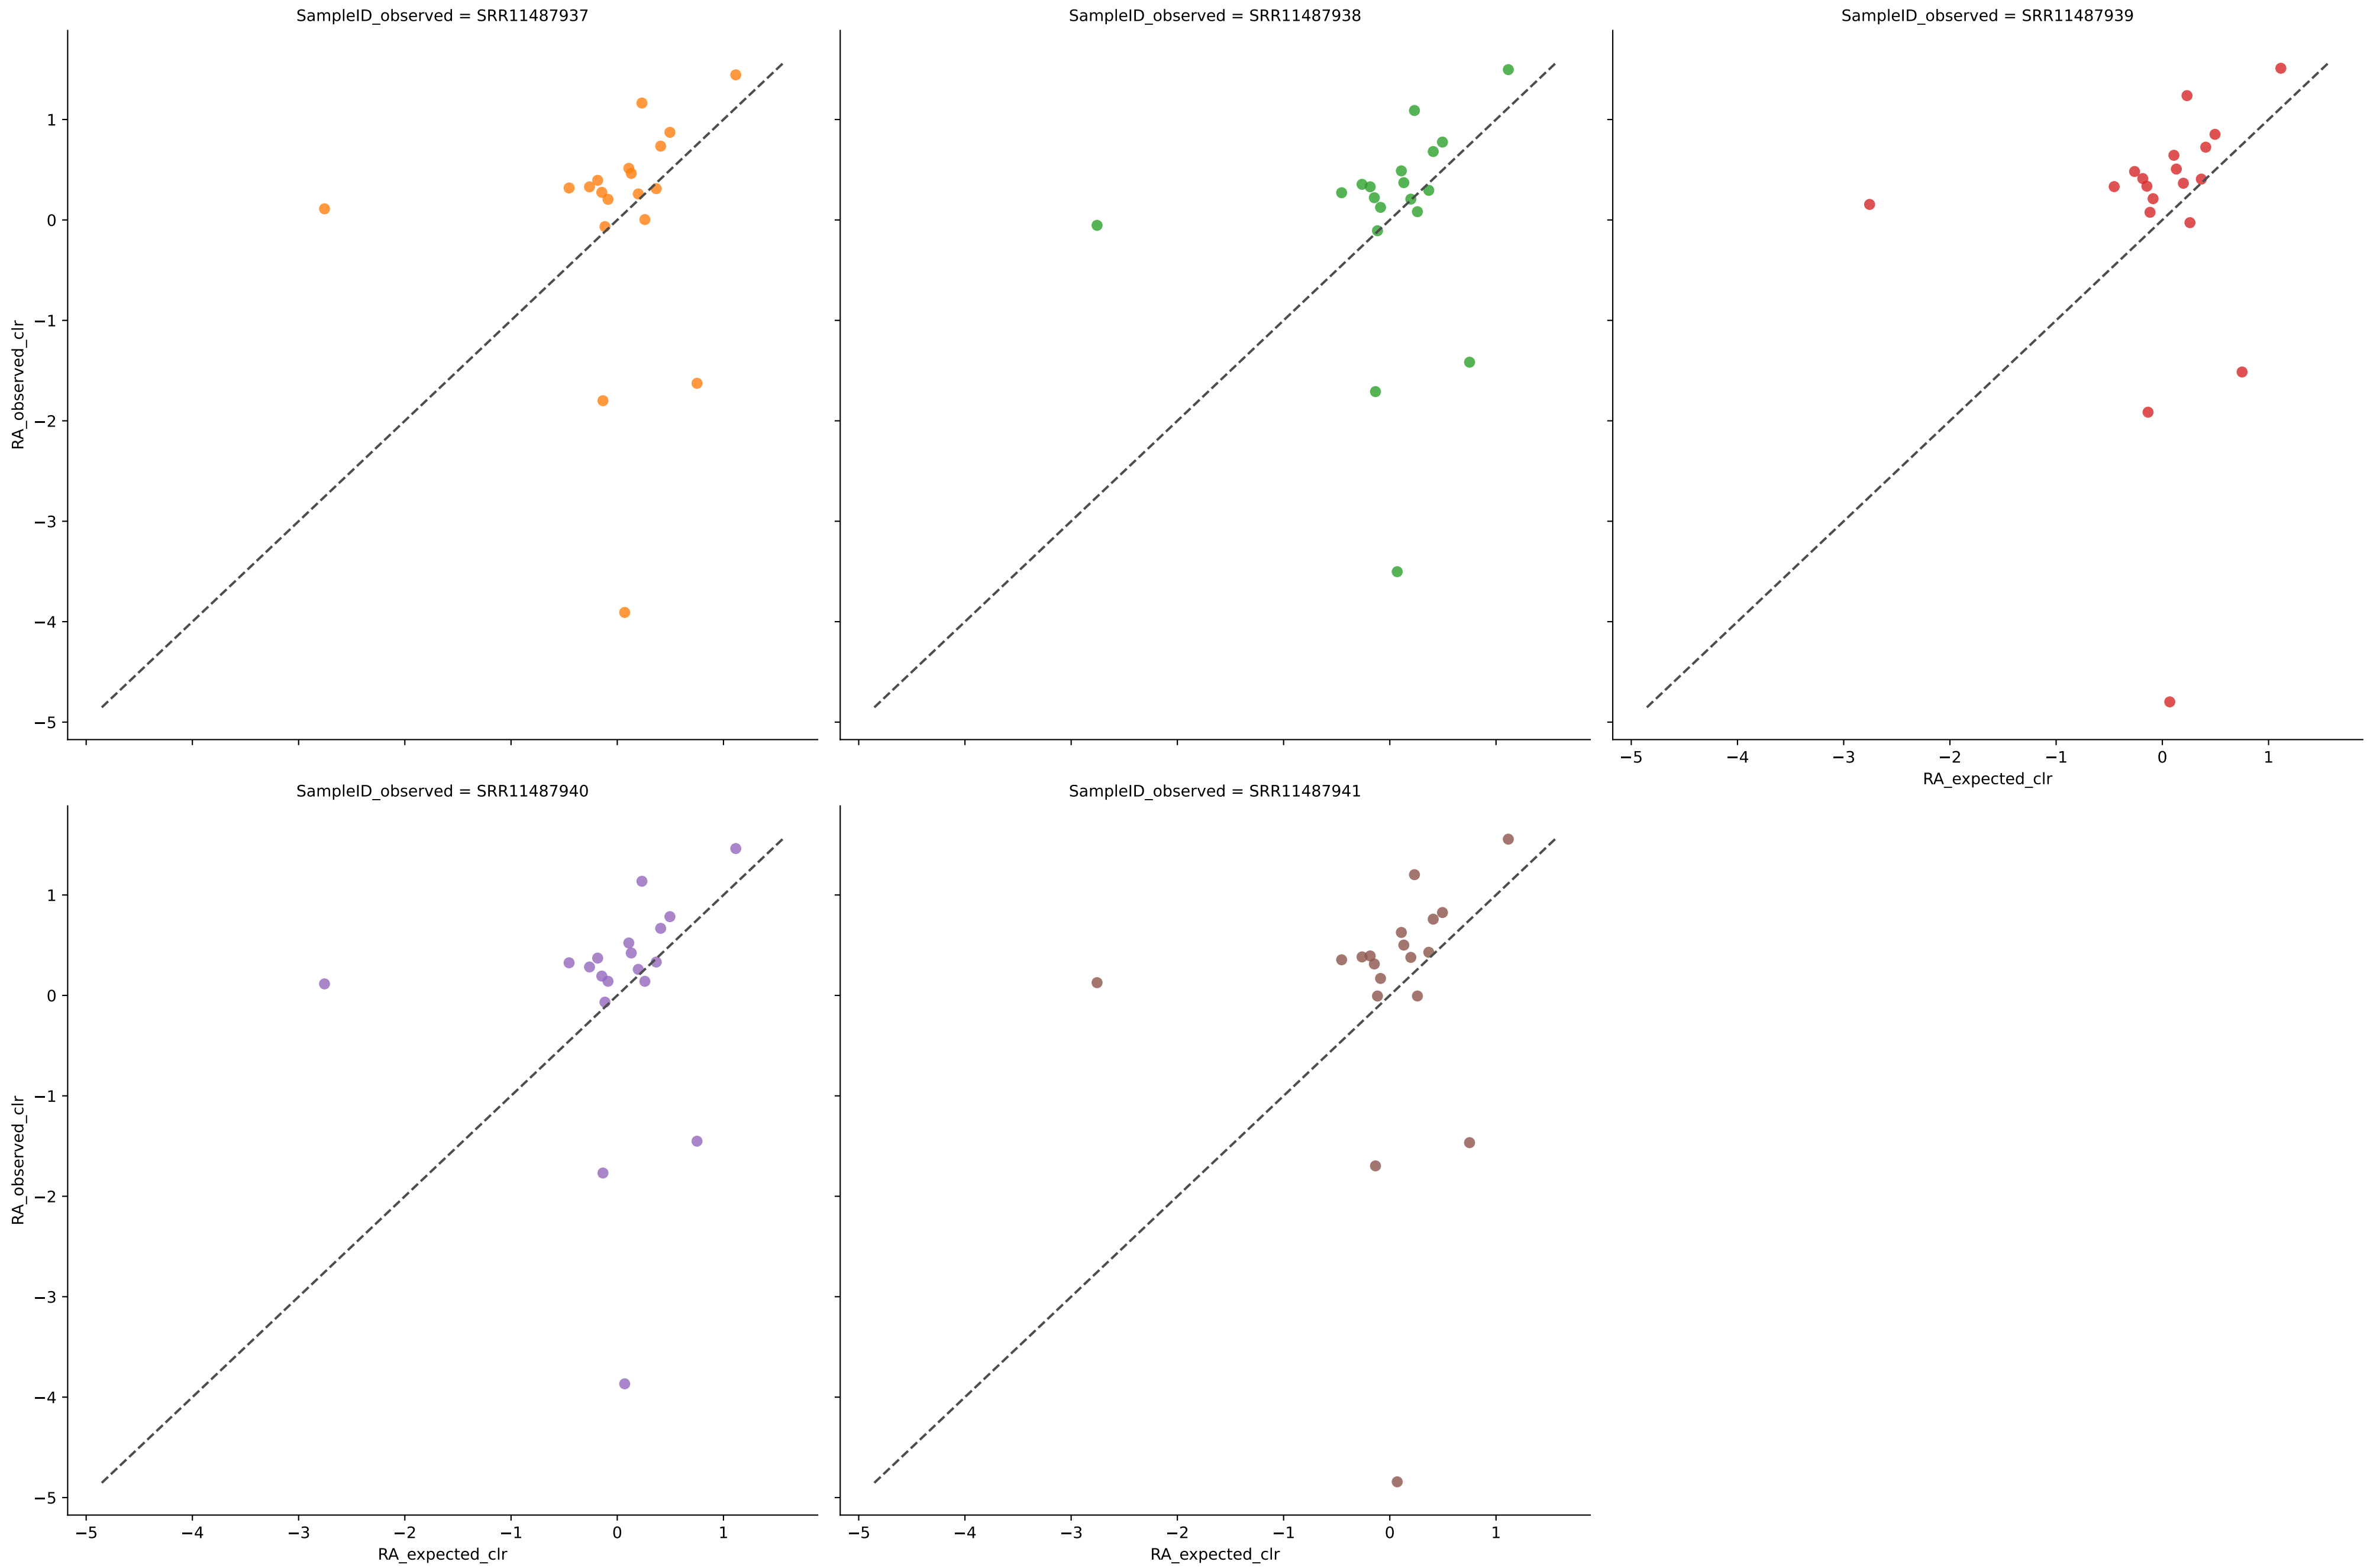 SampleID_observed = SRR11487937
SampleID_observed = SRR11487938
SampleID_observed = SRR11487939
RA_observed_clr
1
0
−1
−2
−3
−4
−5
−5 −4 −3 −2 −1 0 1
RA_expected_clr
SampleID_observed = SRR11487940
SampleID_observed = SRR11487941
RA_observed_clr
1
0
−1
−2
−3
−4
−5
−5 −4 −3 −2 −1 0 1
RA_expected_clr
−5 −4 −3 −2 −1 0 1
RA_expected_clr